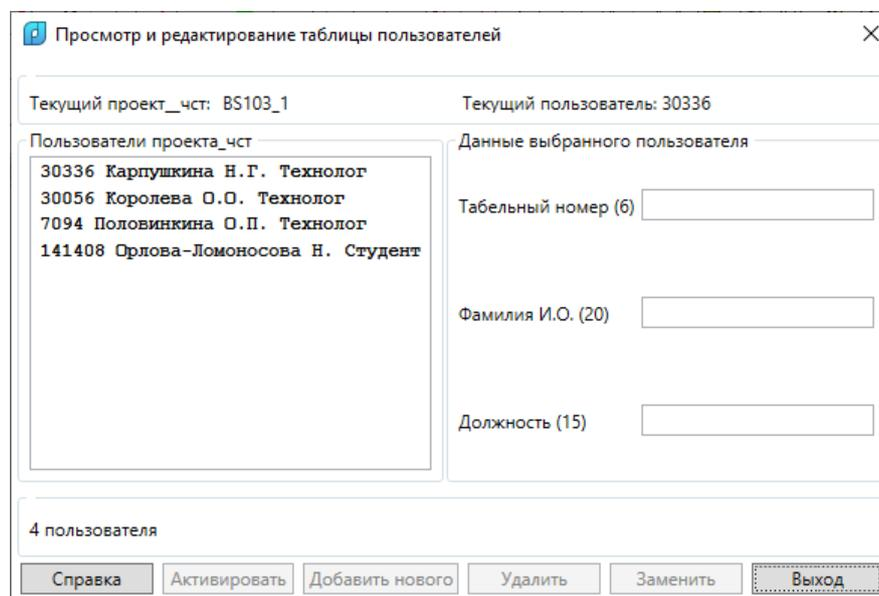 Просмотр и редактирование таблицы пользователей
Текущий проект__чст: BS103_1
Текущий пользователь: 30336
Пользователи проекта_чст
30336 Карпушкина Н.Г. Технолог
30056 Королева О.О. Технолог
7094 Половинкина О.П. Технолог
141408 Орлова-Ломоносова Н. Студент
Данные выбранного пользователя
Табельный номер (6)
Фамилия И.О. (20)
Должность (15)
4 пользователя
Справка
Активировать
Добавить нового
Удалить
Заменить
Выход